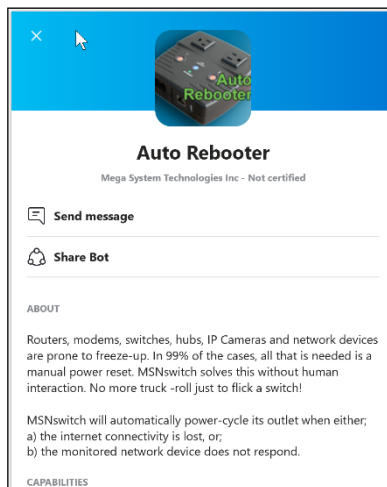 Auto
Rebooter
Auto Rebooter
Mega System Technologies Inc - Not certified
Send message
Share Bot
ABOUT
Routers, modems, switches, hubs, IP Cameras and network devices
are prone to freeze-up. In 99% of the cases, all that is needed is a
manual power reset. MSNswitch solves this without human
interaction. No more truck -roll just to flick a switch!
MSNswitch will automatically power-cycle its outlet when either;
a) the internet connectivity is lost, or;
b) the monitored network device does not respond.
CAPABILITIES